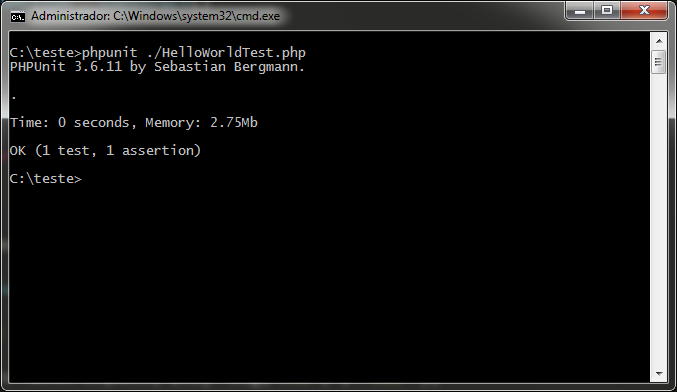 Administrador: C:\Windows\system32\cmd.exe
C:\teste>phpunit ./HelloWorldTest.php
PHPUnit 3.6.11 by Sebastian Bergmann.
.
Time: 0 seconds, Memory: 2.75Mb
OK (1 test, 1 assertion)
C:\teste>